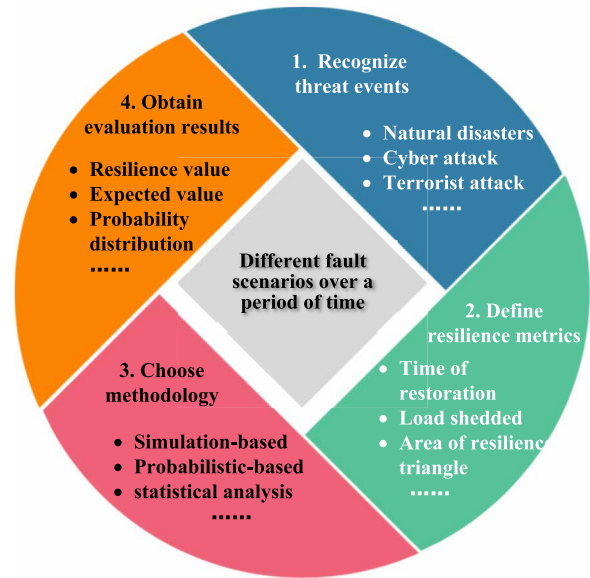 1. Recognize
threat events
• Natural disasters
• Cyber attack
• Terrorist attack
......
2. Define
resilience metrics
• Time of
restoration
• Load shedded
• Area of resilience
triangle
......
3. Choose
methodology
• Simulation-based
• Probabilistic-based
• statistical analysis
......
4. Obtain
evaluation results
• Resilience value
• Expected value
• Probability
distribution
......
Different fault
scenarios over a
period of time